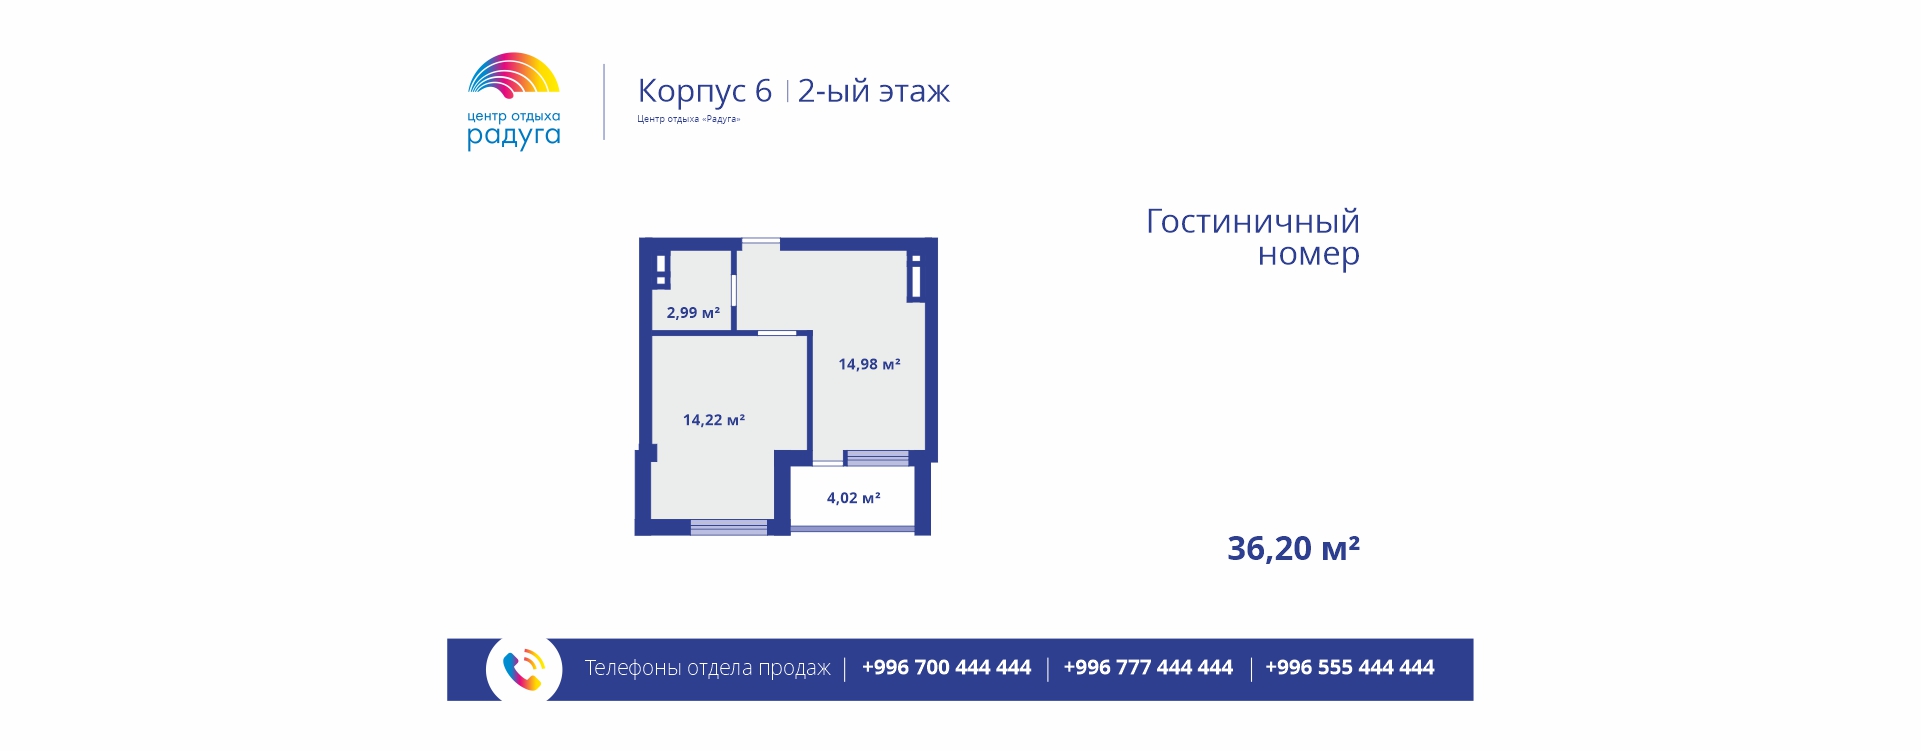 центр отдыха
радуга
Корпус 6 | 2-ый этаж
Центр отдыха «Радуга»
Гостиничный
номер
2,99 м²
14,98 м²
14,22 м²
4,02 м²
36,20 м²
Телефоны отдела продаж | +996 700 444 444 | +996 777 444 444 | +996 555 444 444